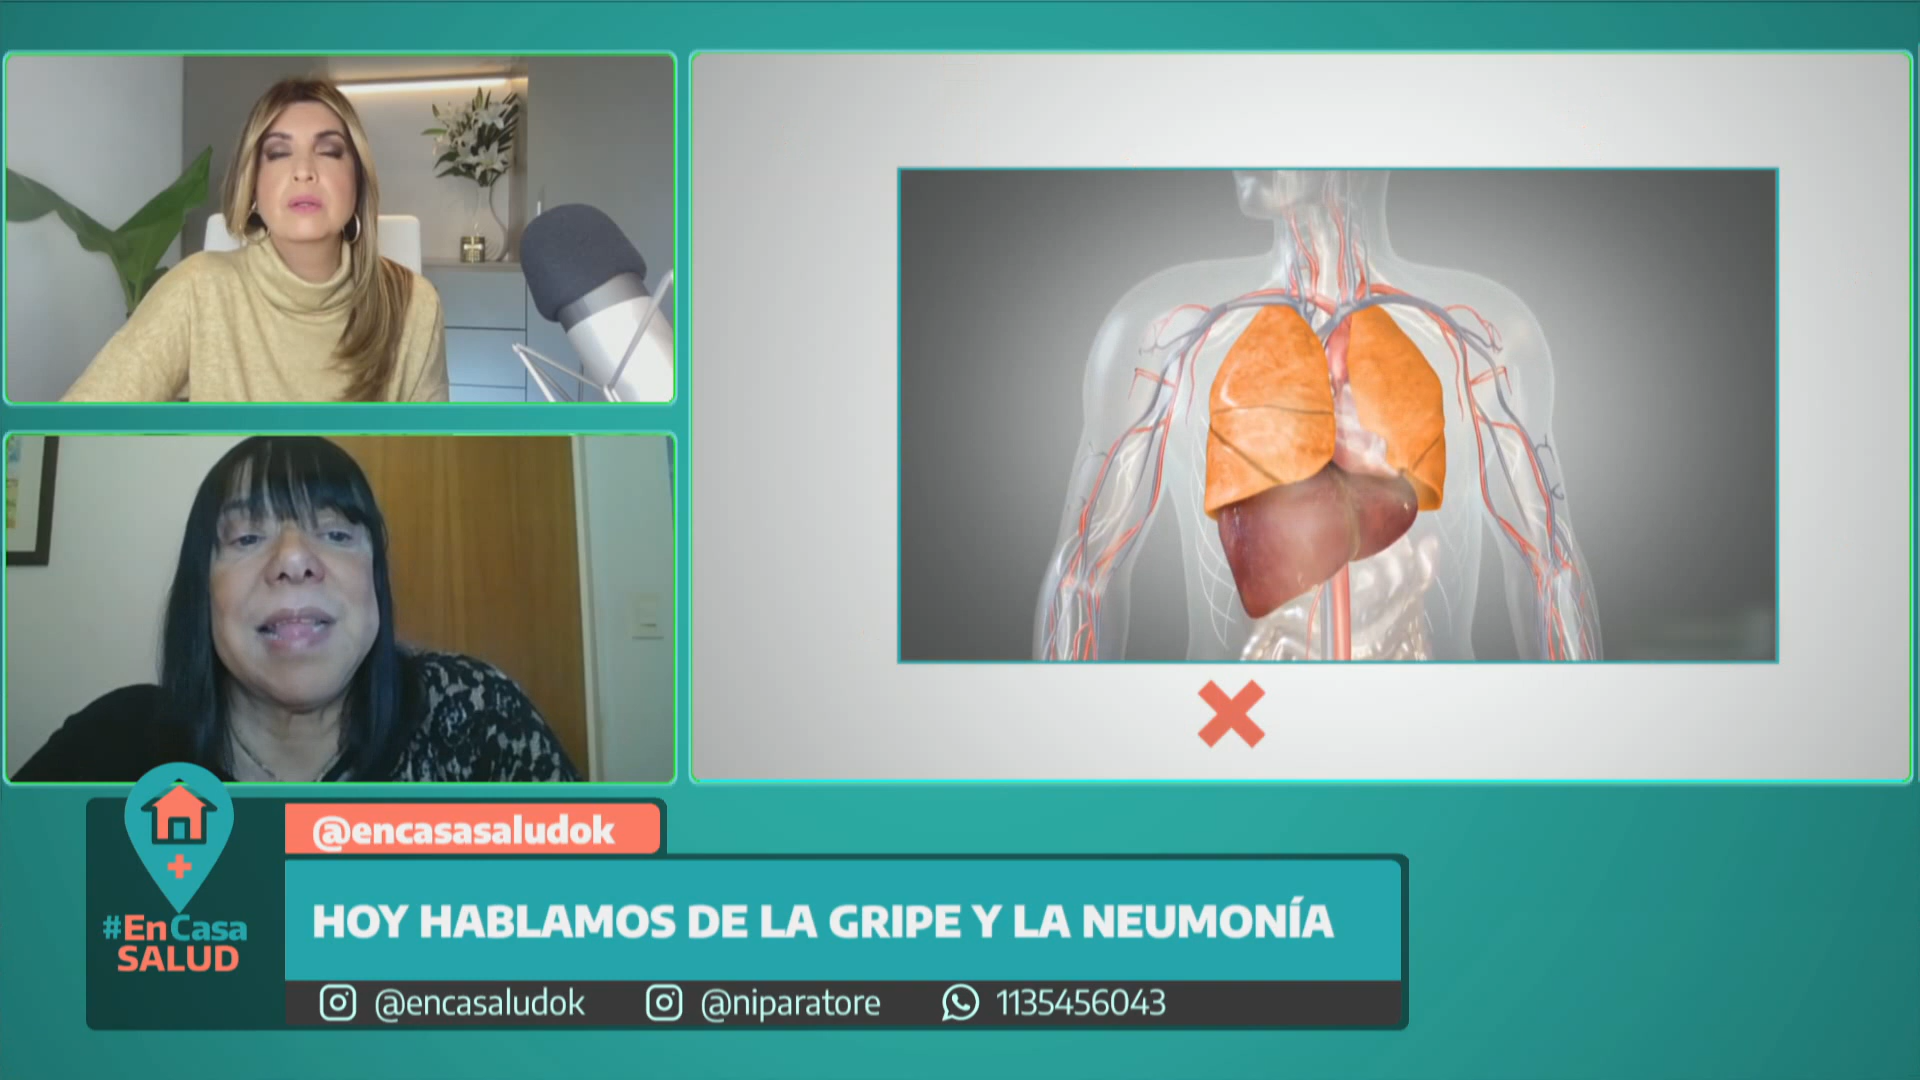 @encasasaludok
#EnCasa
SALUD
HOY HABLAMOS DE LA GRIPE Y LA NEUMONÍA
@encasaludok @niparatore 1135456043